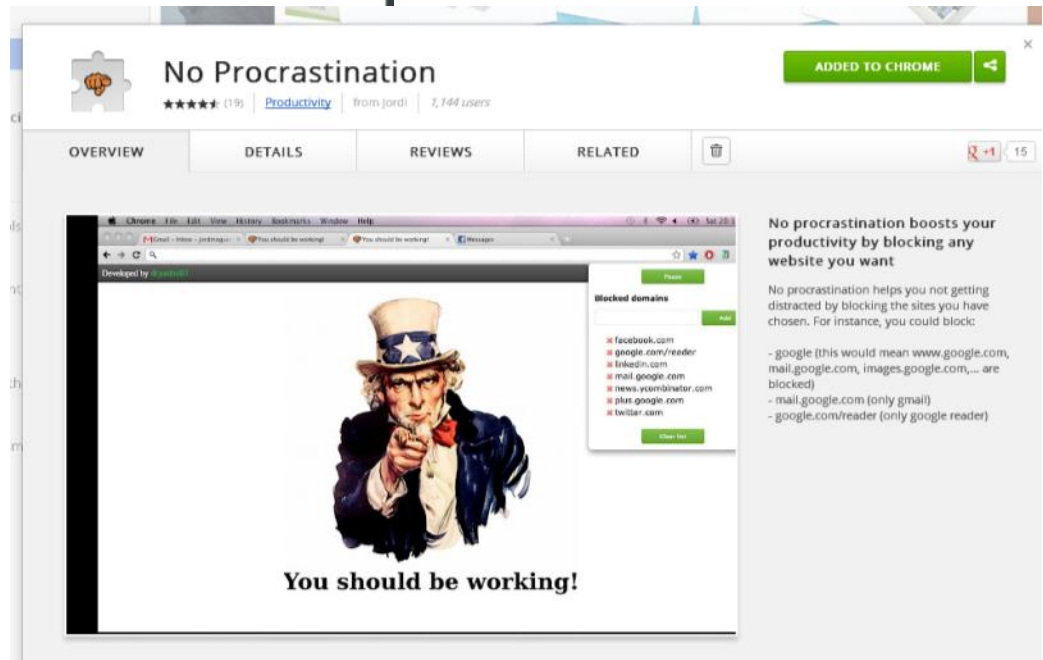 No Procrastination
ADDED TO CHROME
(19) Productivity from Jordi 1,144 users
OVERVIEW DETAILS REVIEWS RELATED
+1 15
Chrome File Edit View History Bookmarks Window Help
You should be working! You should be working! Messages
Developed by
Pause
Blocked domains
Add
facebook.com
google.com/reader
linkedin.com
mail.google.com
news.ycombinator.com
plus.google.com
twitter.com
Clear list
You should be working!
No procrastination boosts your
productivity by blocking any
website you want
No procrastination helps you not getting
distracted by blocking the sites you have
chosen. For instance, you could block:
- google (this would mean www.google.com,
mail.google.com, images.google.com,... are
blocked)
- mail.google.com (only gmail)
- google.com/reader (only google reader)